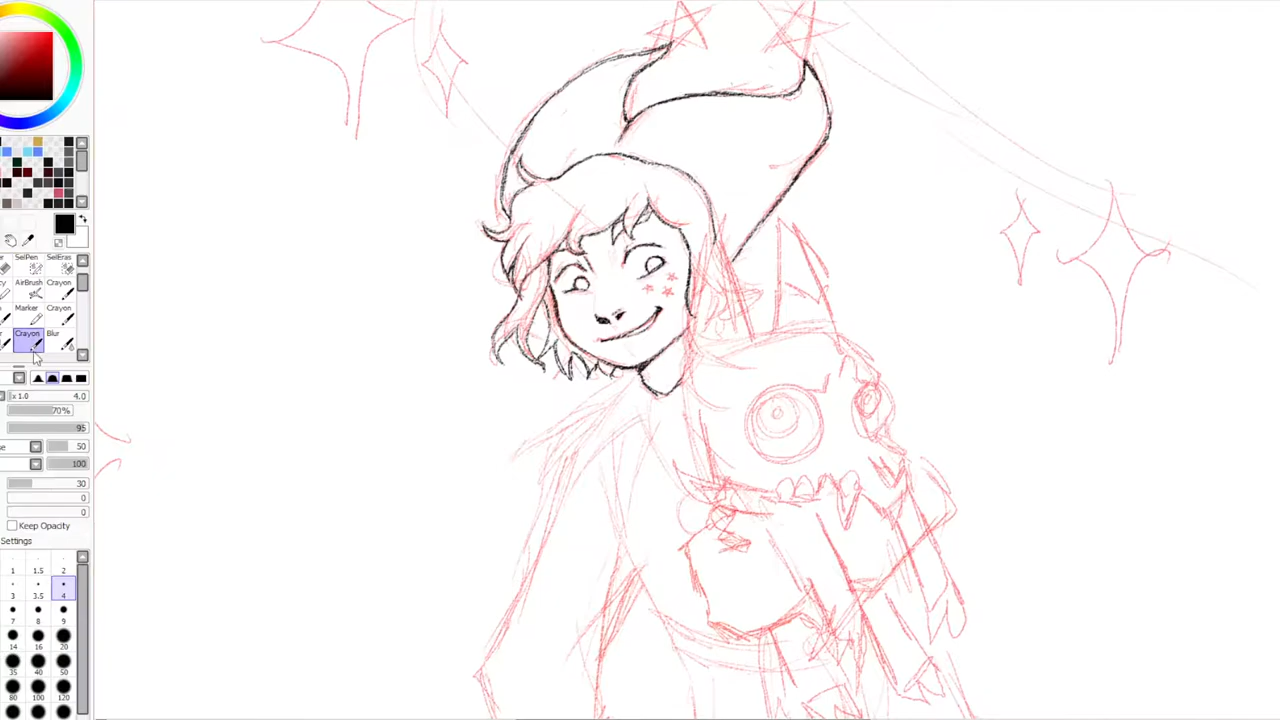 SelPen SelEras
AirBrush Crayon
Marker Crayon
Crayon Blur
x 1.0 4.0
70%
95
50
100
30
0
0
Keep Opacity
Settings
1 1.5 2
3 3.5 4
7 8 9
14 16 20
35 40 50
80 100 120